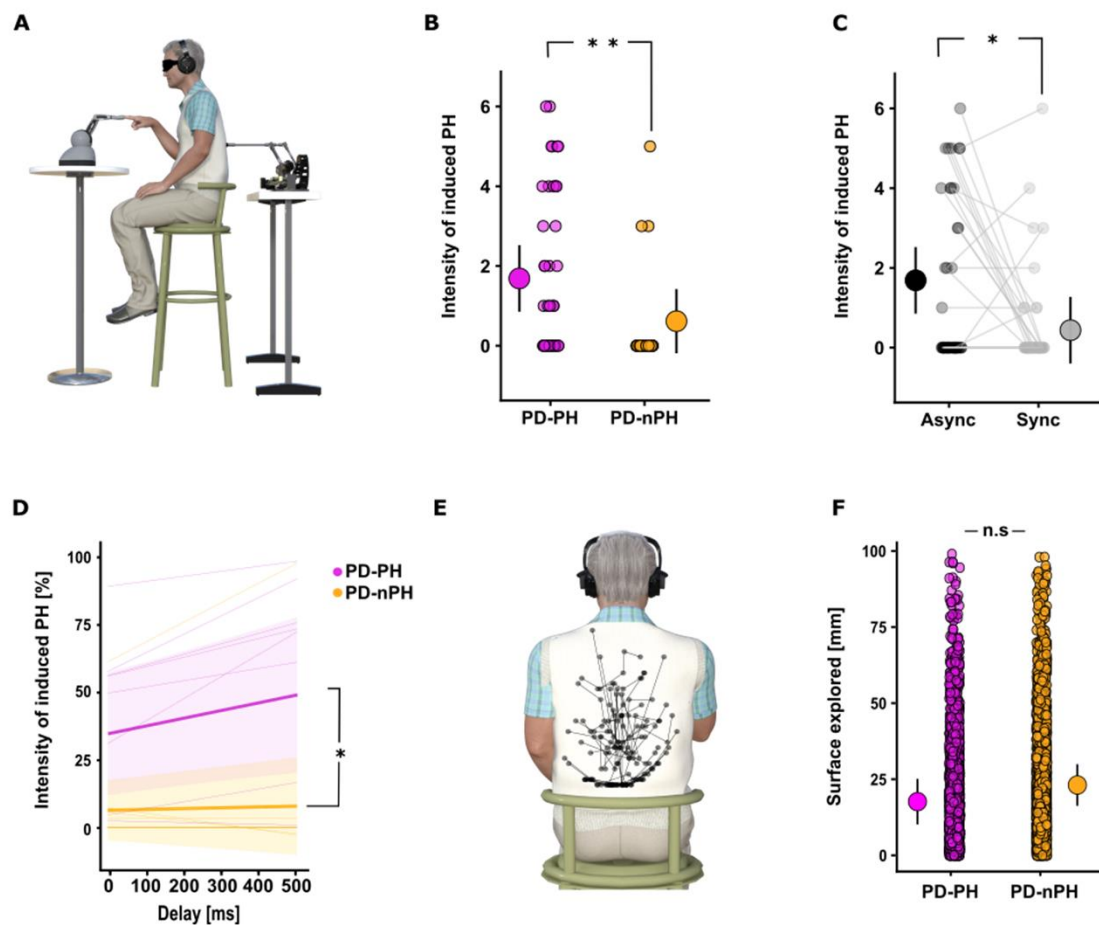 A
B
* *
Intensity of induced PH
6
4
2
0
PD-PH PD-nPH
C
*
Intensity of induced PH
6
4
2
0
Async Sync
D
Intensity of induced PH [%]
100
75
50
25
0
0 100 200 300 400 500
Delay [ms]
PD-PH
PD-nPH
*
E
F
n.s
Surface explored [mm]
100
75
50
25
0
PD-PH PD-nPH